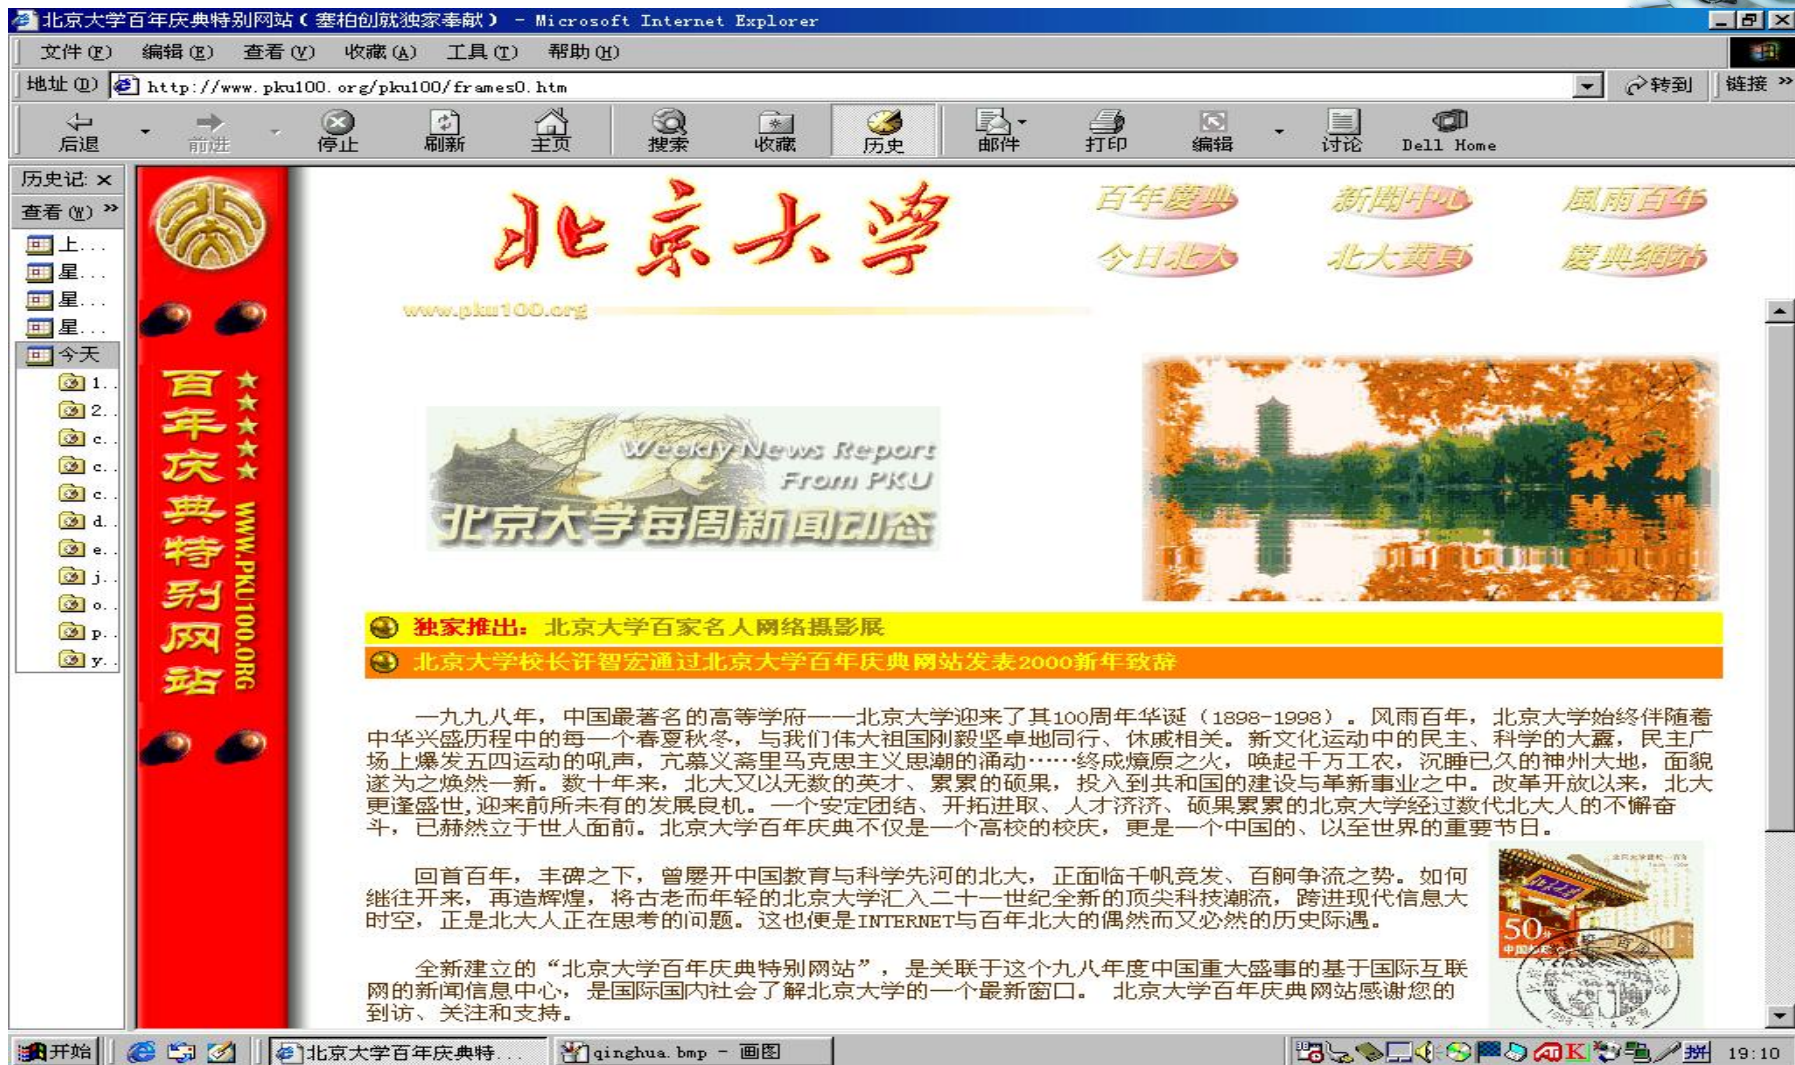 北京大学百年庆典特别网站(塞柏创就独家奉献) - Microsoft Internet Explorer
文件(F) 编辑(E) 查看(V) 收藏(A) 工具(T) 帮助(H)
地址(D) http://www.pku100.org/pku100/frames0.htm 转到 链接 »
后退 前进 停止 刷新 主页 搜索 收藏 历史 邮件 打印 编辑 讨论 Dell Home
历史记: ×
查看(W) »
上...
星...
星...
星...
今天
1..
2..
c..
c..
c..
d..
e..
j..
o..
p..
y..
百年庆典特别网站
★★★★★ WWW.PKU100.ORG
北京大学
www.pku100.org
百年慶典 新聞中心 風雨百年
今日北大 北大黄頁 慶典網站
Weekly News Report
From PKU
北京大学每周新闻动态
独家推出: 北京大学百家名人网络摄影展
北京大学校长许智宏通过北京大学百年庆典网站发表2000新年致辞
一九九八年，中国最著名的高等学府——北京大学迎来了其100周年华诞（1898-1998）。风雨百年，北京大学始终伴随着
中华兴盛历程中的每一个春夏秋冬，与我们伟大祖国刚毅坚卓地同行、休戚相关。新文化运动中的民主、科学的大纛，民主广
场上爆发五四运动的吼声，亢慕义斋里马克思主义思潮的涌动……终成燎原之火，唤起千万工农，沉睡已久的神州大地，面貌
遂为之焕然一新。数十年来，北大又以无数的英才、累累的硕果，投入到共和国的建设与革新事业之中。改革开放以来，北大
更逢盛世,迎来前所未有的发展良机。一个安定团结、开拓进取、人才济济、硕果累累的北京大学经过数代北大人的不懈奋
斗，已赫然立于世人面前。北京大学百年庆典不仅是一个高校的校庆，更是一个中国的、以至世界的重要节日。
回首百年，丰碑之下，曾屡开中国教育与科学先河的北大，正面临千帆竞发、百舸争流之势。如何
继往开来，再造辉煌，将古老而年轻的北京大学汇入二十一世纪全新的顶尖科技潮流，跨进现代信息大
时空，正是北大人正在思考的问题。这也便是INTERNET与百年北大的偶然而又必然的历史际遇。
全新建立的“北京大学百年庆典特别网站”，是关联于这个九八年度中国重大盛事的基于国际互联
网的新闻信息中心，是国际国内社会了解北京大学的一个最新窗口。 北京大学百年庆典网站感谢您的
到访、关注和支持。
50分
开始 北京大学百年庆典特... qinghua.bmp - 画图 拼 19:10